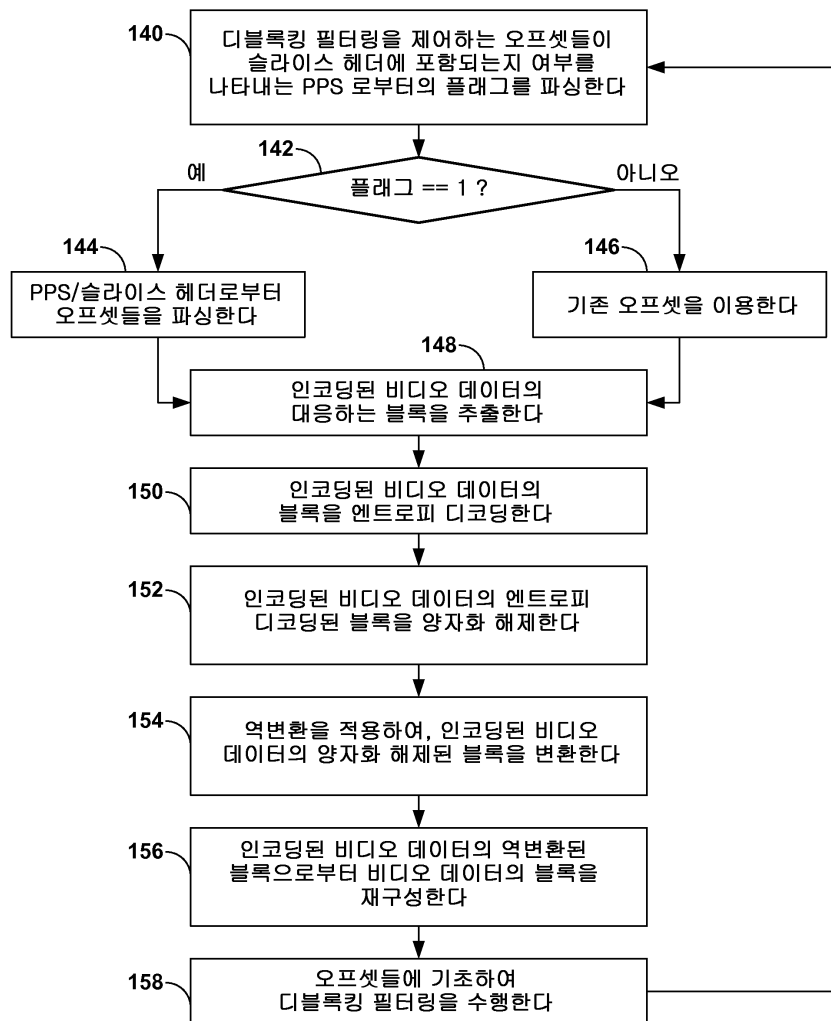 140
디블록킹 필터링을 제어하는 오프셋들이
슬라이스 헤더에 포함되는지 여부를
나타내는 PPS 로부터의 플래그를 파싱한다
142
예
플래그 == 1 ?
아니오
144
PPS/슬라이스 헤더로부터
오프셋들을 파싱한다
146
기존 오프셋을 이용한다
148
인코딩된 비디오 데이터의
대응하는 블록을 추출한다
150
인코딩된 비디오 데이터의
블록을 엔트로피 디코딩한다
152
인코딩된 비디오 데이터의 엔트로피
디코딩된 블록을 양자화 해제한다
154
역변환을 적용하여, 인코딩된 비디오
데이터의 양자화 해제된 블록을 변환한다
156
인코딩된 비디오 데이터의 역변환된
블록으로부터 비디오 데이터의 블록을
재구성한다
158
오프셋들에 기초하여
디블록킹 필터링을 수행한다